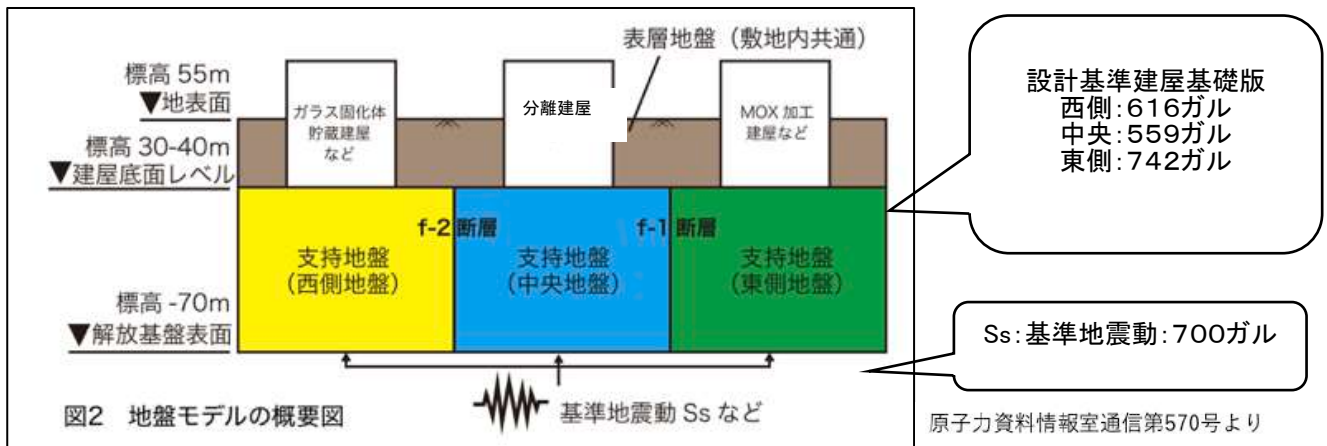 表層地盤（敷地内共通）
標高 55m
▼地表面
標高 30-40m
▼建屋底面レベル
標高 -70m
▼解放基盤表面
ガラス固化体
貯蔵建屋
など
分離建屋
MOX 加工
建屋など
f-2 断層
f-1 断層
支持地盤
（西側地盤）
支持地盤
（中央地盤）
支持地盤
（東側地盤）
基準地震動 Ss など
図2　地盤モデルの概要図
設計基準建屋基礎版
西側：616ガル
中央：559ガル
東側：742ガル
Ss：基準地震動：700ガル
原子力資料情報室通信第570号より